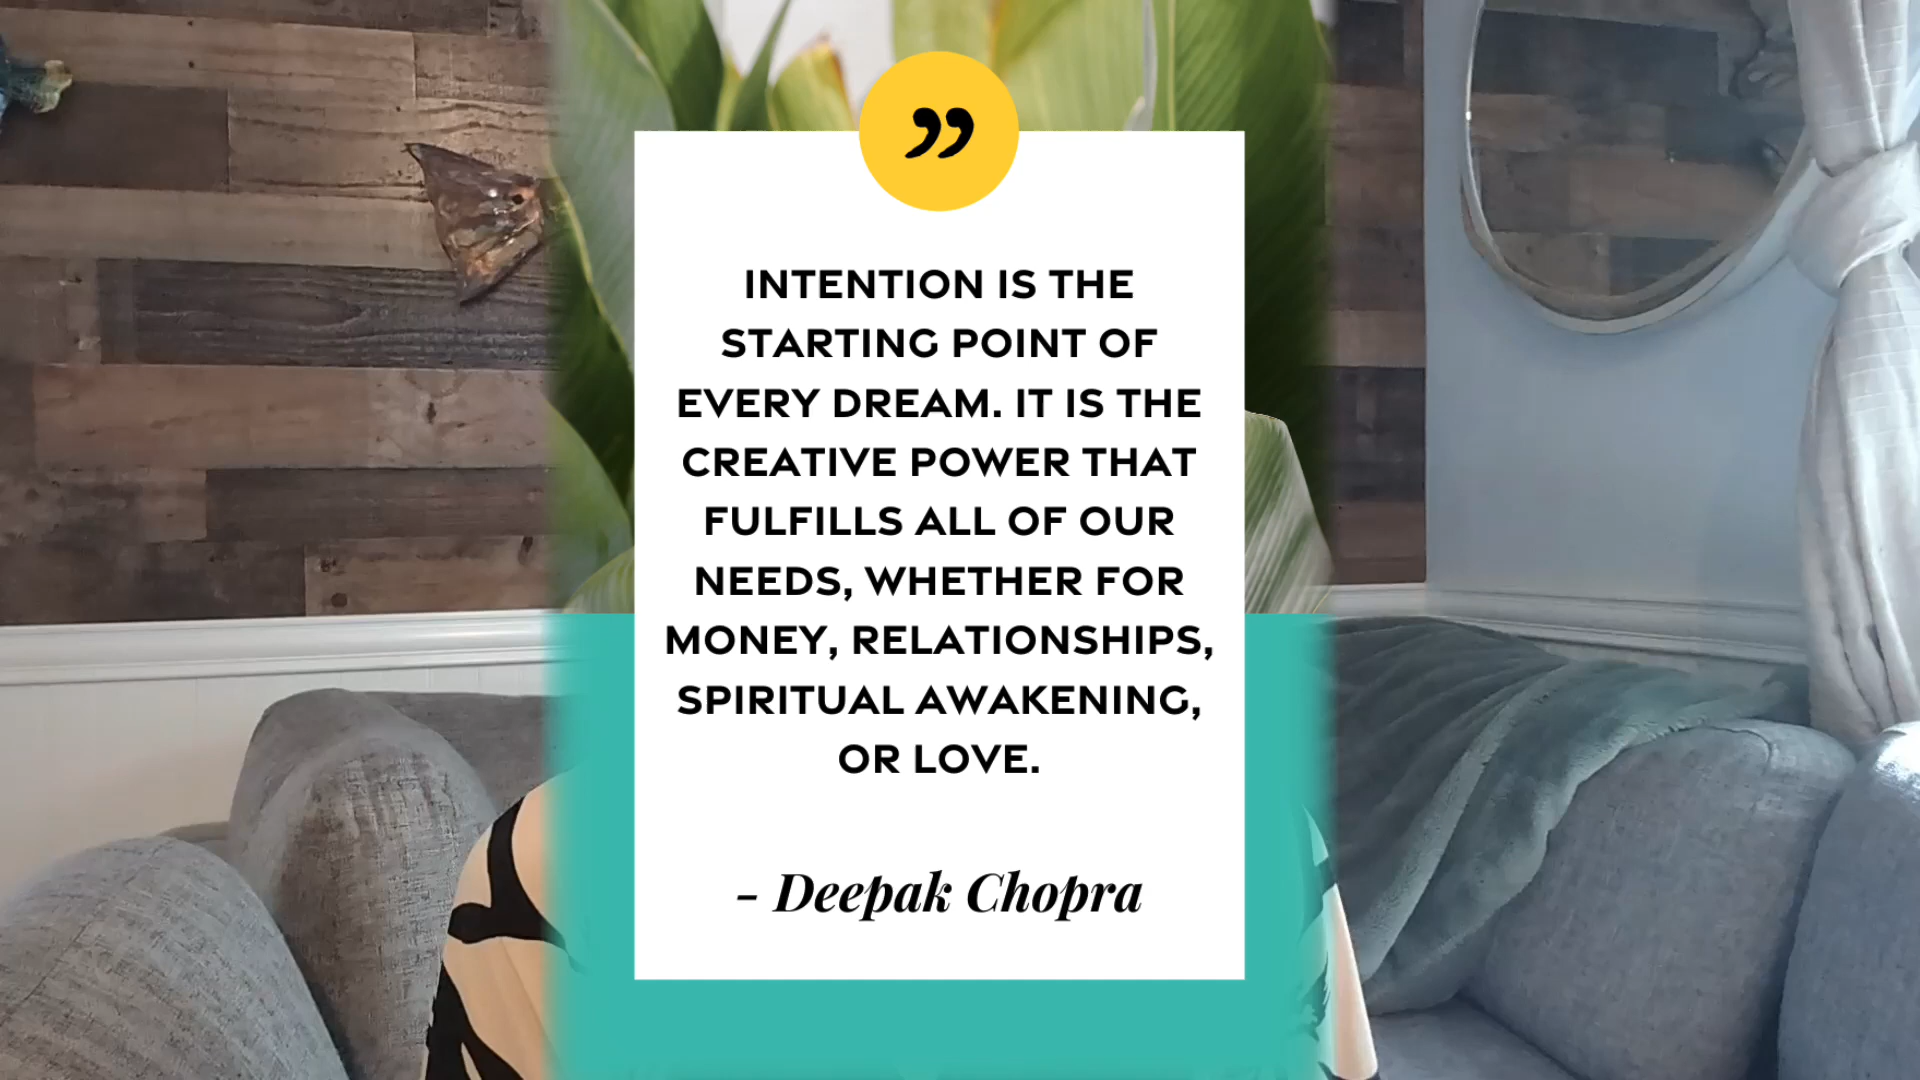 ”
INTENTION IS THE
STARTING POINT OF
EVERY DREAM. IT IS THE
CREATIVE POWER THAT
FULFILLS ALL OF OUR
NEEDS, WHETHER FOR
MONEY, RELATIONSHIPS,
SPIRITUAL AWAKENING,
OR LOVE.
- Deepak Chopra